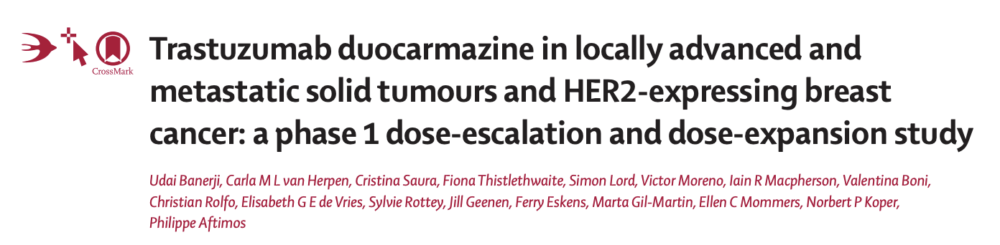 CrossMark
Trastuzumab duocarmazine in locally advanced and
metastatic solid tumours and HER2-expressing breast
cancer: a phase 1 dose-escalation and dose-expansion study
Udai Banerji, Carla M L van Herpen, Cristina Saura, Fiona Thistlethwaite, Simon Lord, Victor Moreno, Iain R Macpherson, Valentina Boni,
Christian Rolfo, Elisabeth G E de Vries, Sylvie Rottey, Jill Geenen, Ferry Eskens, Marta Gil-Martin, Ellen C Mommers, Norbert P Koper,
Philippe Aftimos